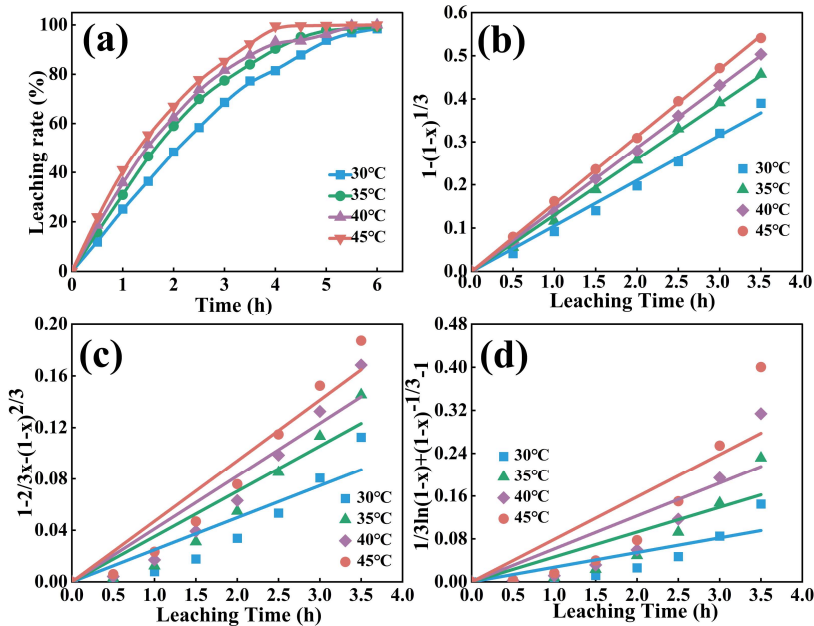 (a)
Leaching rate (%)
100
80
60
40
20
0
30°C
35°C
40°C
45°C
0 1 2 3 4 5 6
Time (h)
(b)
1-(1-x)^1/3
0.6
0.5
0.4
0.3
0.2
0.1
0.0
30°C
35°C
40°C
45°C
0.0 0.5 1.0 1.5 2.0 2.5 3.0 3.5 4.0
Leaching Time (h)
(c)
1-2/3x-(1-x)^2/3
0.20
0.16
0.12
0.08
0.04
0.00
30°C
35°C
40°C
45°C
0.0 0.5 1.0 1.5 2.0 2.5 3.0 3.5 4.0
Leaching Time (h)
(d)
1/3ln(1-x)+(1-x)^-1/3-1
0.48
0.40
0.32
0.24
0.16
0.08
0.00
30°C
35°C
40°C
45°C
0.0 0.5 1.0 1.5 2.0 2.5 3.0 3.5 4.0
Leaching Time (h)